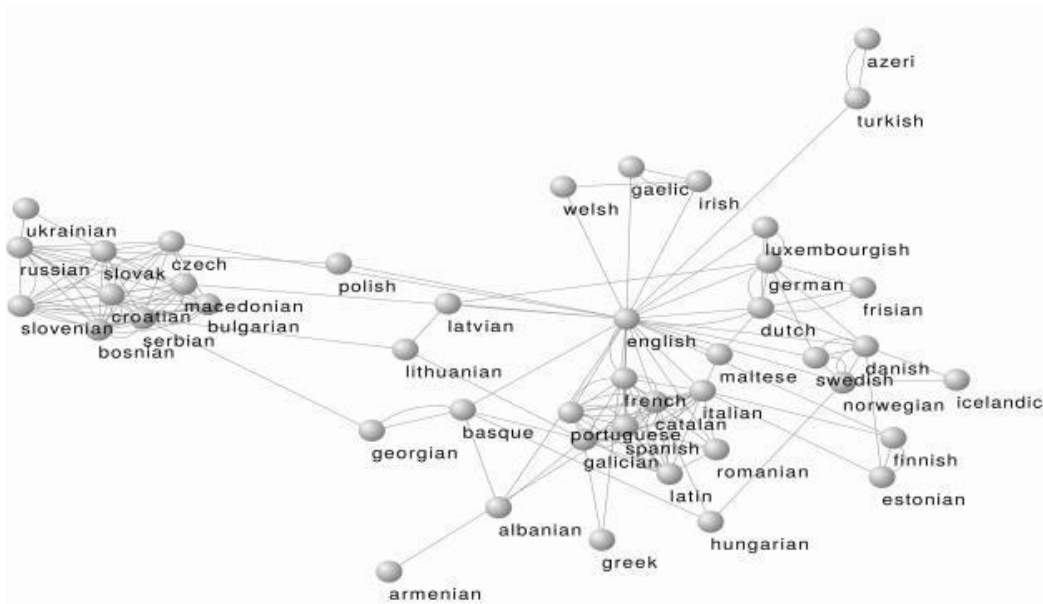 azeri
turkish
gaelic
irish
welsh
ukrainian
luxembourgish
russian
slovak
czech
polish
german
macedonian
frisian
slovenian
croatian
bulgarian
latvian
dutch
serbian
english
bosnian
lithuanian
maltese
danish
swedish
norwegian
icelandic
french
italian
catalan
basque
portuguese
spanish
georgian
galician
finnish
romanian
latin
estonian
albanian
hungarian
greek
armenian